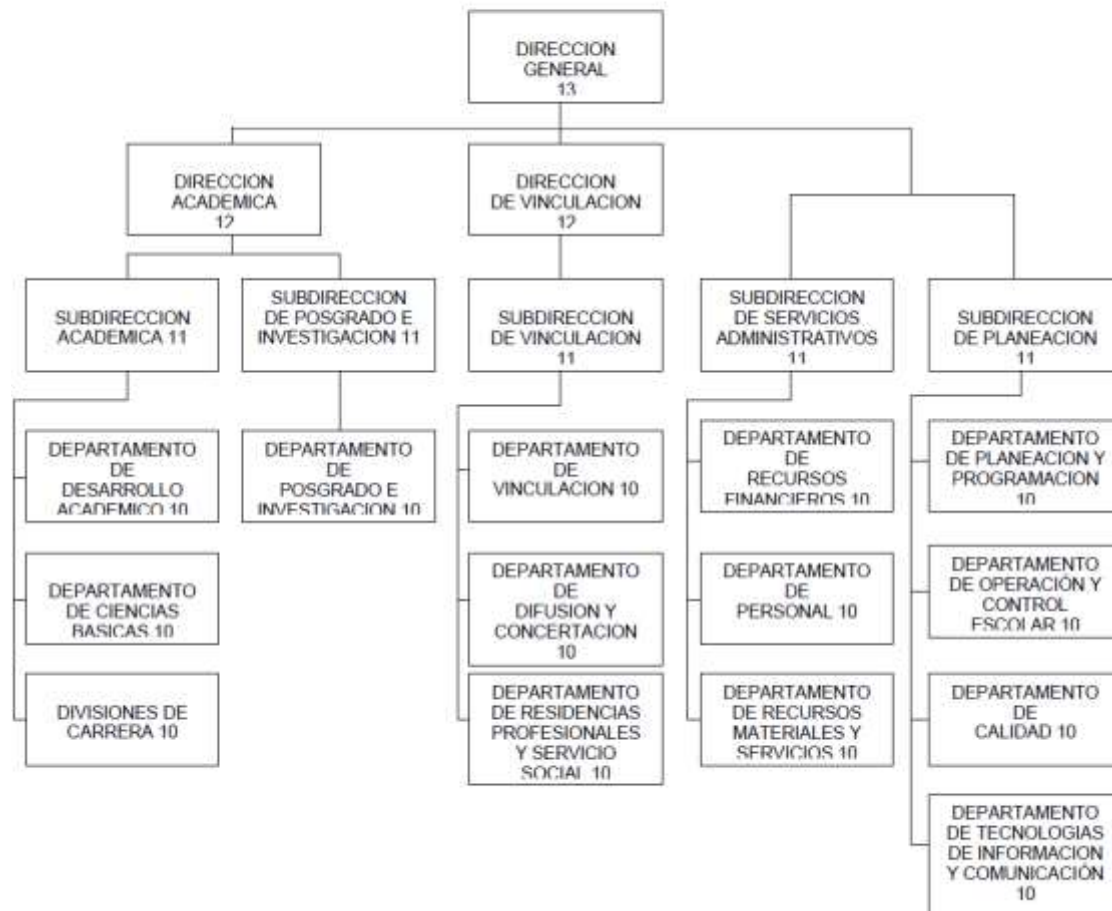 DIRECCION
GENERAL
13
DIRECCION
ACADEMICA
12
DIRECCION
DE VINCULACION
12
SUBDIRECCION
ACADEMICA 11
SUBDIRECCION
DE POSGRADO E
INVESTIGACION 11
SUBDIRECCION
DE VINCULACION
11
SUBDIRECCION
DE SERVICIOS
ADMINISTRATIVOS
11
SUBDIRECCION
DE PLANEACION
11
DEPARTAMENTO
DE
DESARROLLO
ACADEMICO 10
DEPARTAMENTO
DE
POSGRADO E
INVESTIGACION 10
DEPARTAMENTO
DE
VINCULACION 10
DEPARTAMENTO
DE
RECURSOS
FINANCIEROS 10
DEPARTAMENTO
DE PLANEACION Y
PROGRAMACION
10
DEPARTAMENTO
DE CIENCIAS
BASICAS 10
DEPARTAMENTO
DE
DIFUSION Y
CONCERTACION
10
DEPARTAMENTO
DE
PERSONAL 10
DEPARTAMENTO
DE OPERACIÓN Y
CONTROL
ESCOLAR 10
DIVISIONES DE
CARRERA 10
DEPARTAMENTO
DE RESIDENCIAS
PROFESIONALES
Y SERVICIO
SOCIAL 10
DEPARTAMENTO
DE RECURSOS
MATERIALES Y
SERVICIOS 10
DEPARTAMENTO
DE
CALIDAD 10
DEPARTAMENTO
DE TECNOLOGIAS
DE INFORMACION
Y COMUNICACIÓN
10